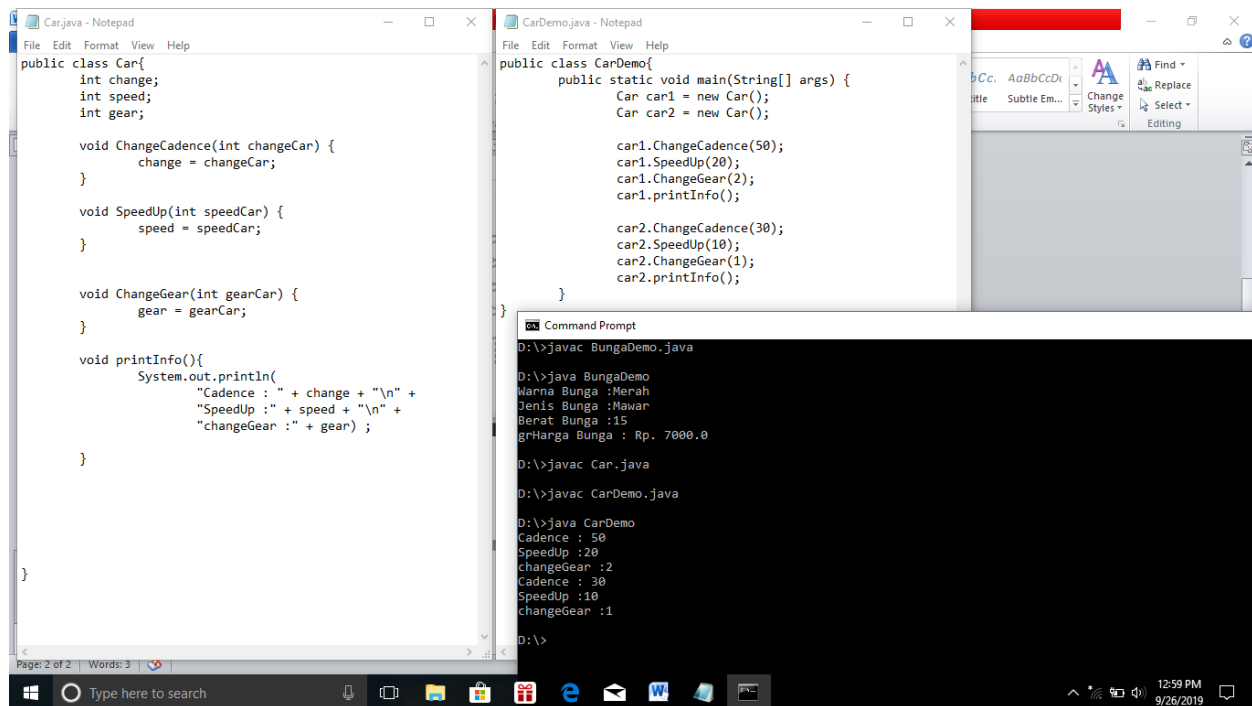 Car.java - Notepad
File Edit Format View Help
public class Car{
int change;
int speed;
int gear;
void ChangeCadence(int changeCar) {
change = changeCar;
}
void SpeedUp(int speedCar) {
speed = speedCar;
}
void ChangeGear(int gearCar) {
gear = gearCar;
}
void printInfo(){
System.out.println(
"Cadence : " + change + "\n" +
"SpeedUp :" + speed + "\n" +
"changeGear :" + gear) ;
}
}
CarDemo.java - Notepad
File Edit Format View Help
public class CarDemo{
public static void main(String[] args) {
Car car1 = new Car();
Car car2 = new Car();
car1.ChangeCadence(50);
car1.SpeedUp(20);
car1.ChangeGear(2);
car1.printInfo();
car2.ChangeCadence(30);
car2.SpeedUp(10);
car2.ChangeGear(1);
car2.printInfo();
}
}
AaBbCcDc
Subtle Em...
Change
Styles
Find
Replace
Select
Editing
Command Prompt
D:\>javac BungaDemo.java
D:\>java BungaDemo
Warna Bunga :Merah
Jenis Bunga :Mawar
Berat Bunga :15
grHarga Bunga : Rp. 7000.0
D:\>javac Car.java
D:\>javac CarDemo.java
D:\>java CarDemo
Cadence : 50
SpeedUp :20
changeGear :2
Cadence : 30
SpeedUp :10
changeGear :1
D:\>
Page: 2 of 2 Words: 3
Type here to search
12:59 PM
9/26/2019